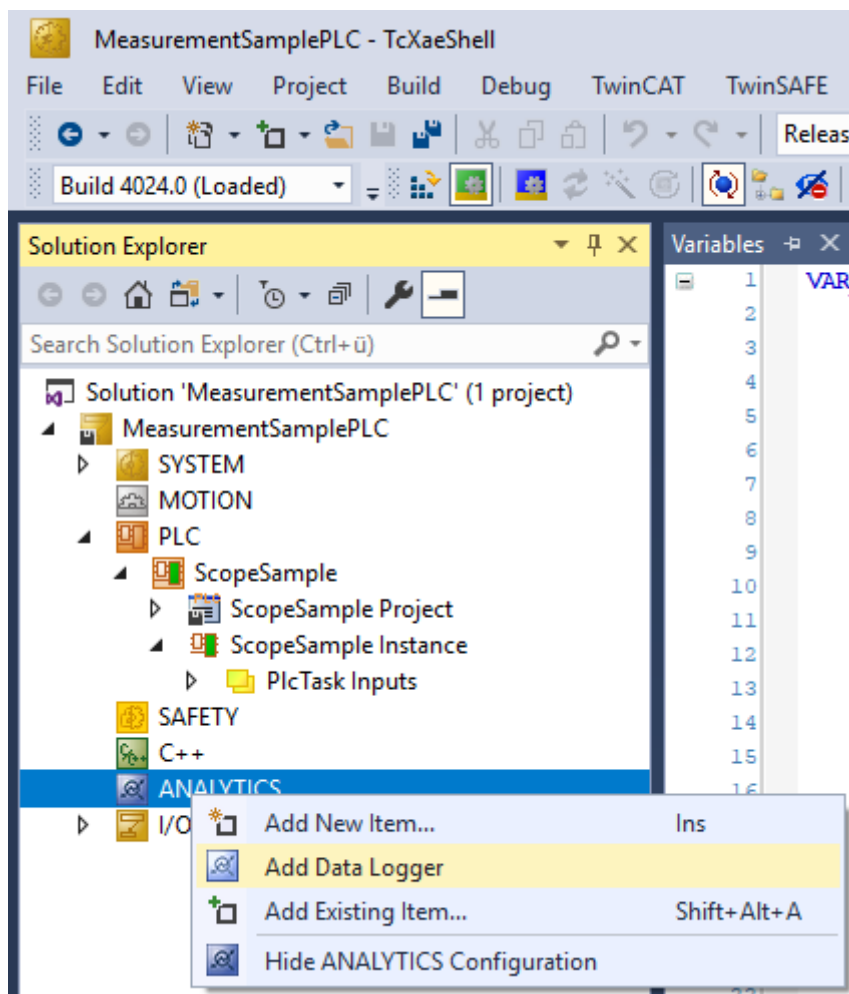 MeasurementSamplePLC - TcXaeShell
File Edit View Project Build Debug TwinCAT TwinSAFE
Releas
Build 4024.0 (Loaded)
Solution Explorer
Variables
Search Solution Explorer (Ctrl+ü)
Solution 'MeasurementSamplePLC' (1 project)
MeasurementSamplePLC
SYSTEM
MOTION
PLC
ScopeSample
ScopeSample Project
ScopeSample Instance
PlcTask Inputs
SAFETY
C++
ANALYTICS
I/O
Add New Item... Ins
Add Data Logger
Add Existing Item... Shift+Alt+A
Hide ANALYTICS Configuration
1 VAR
2
3
4
5
6
7
8
9
10
11
12
13
14
15
16